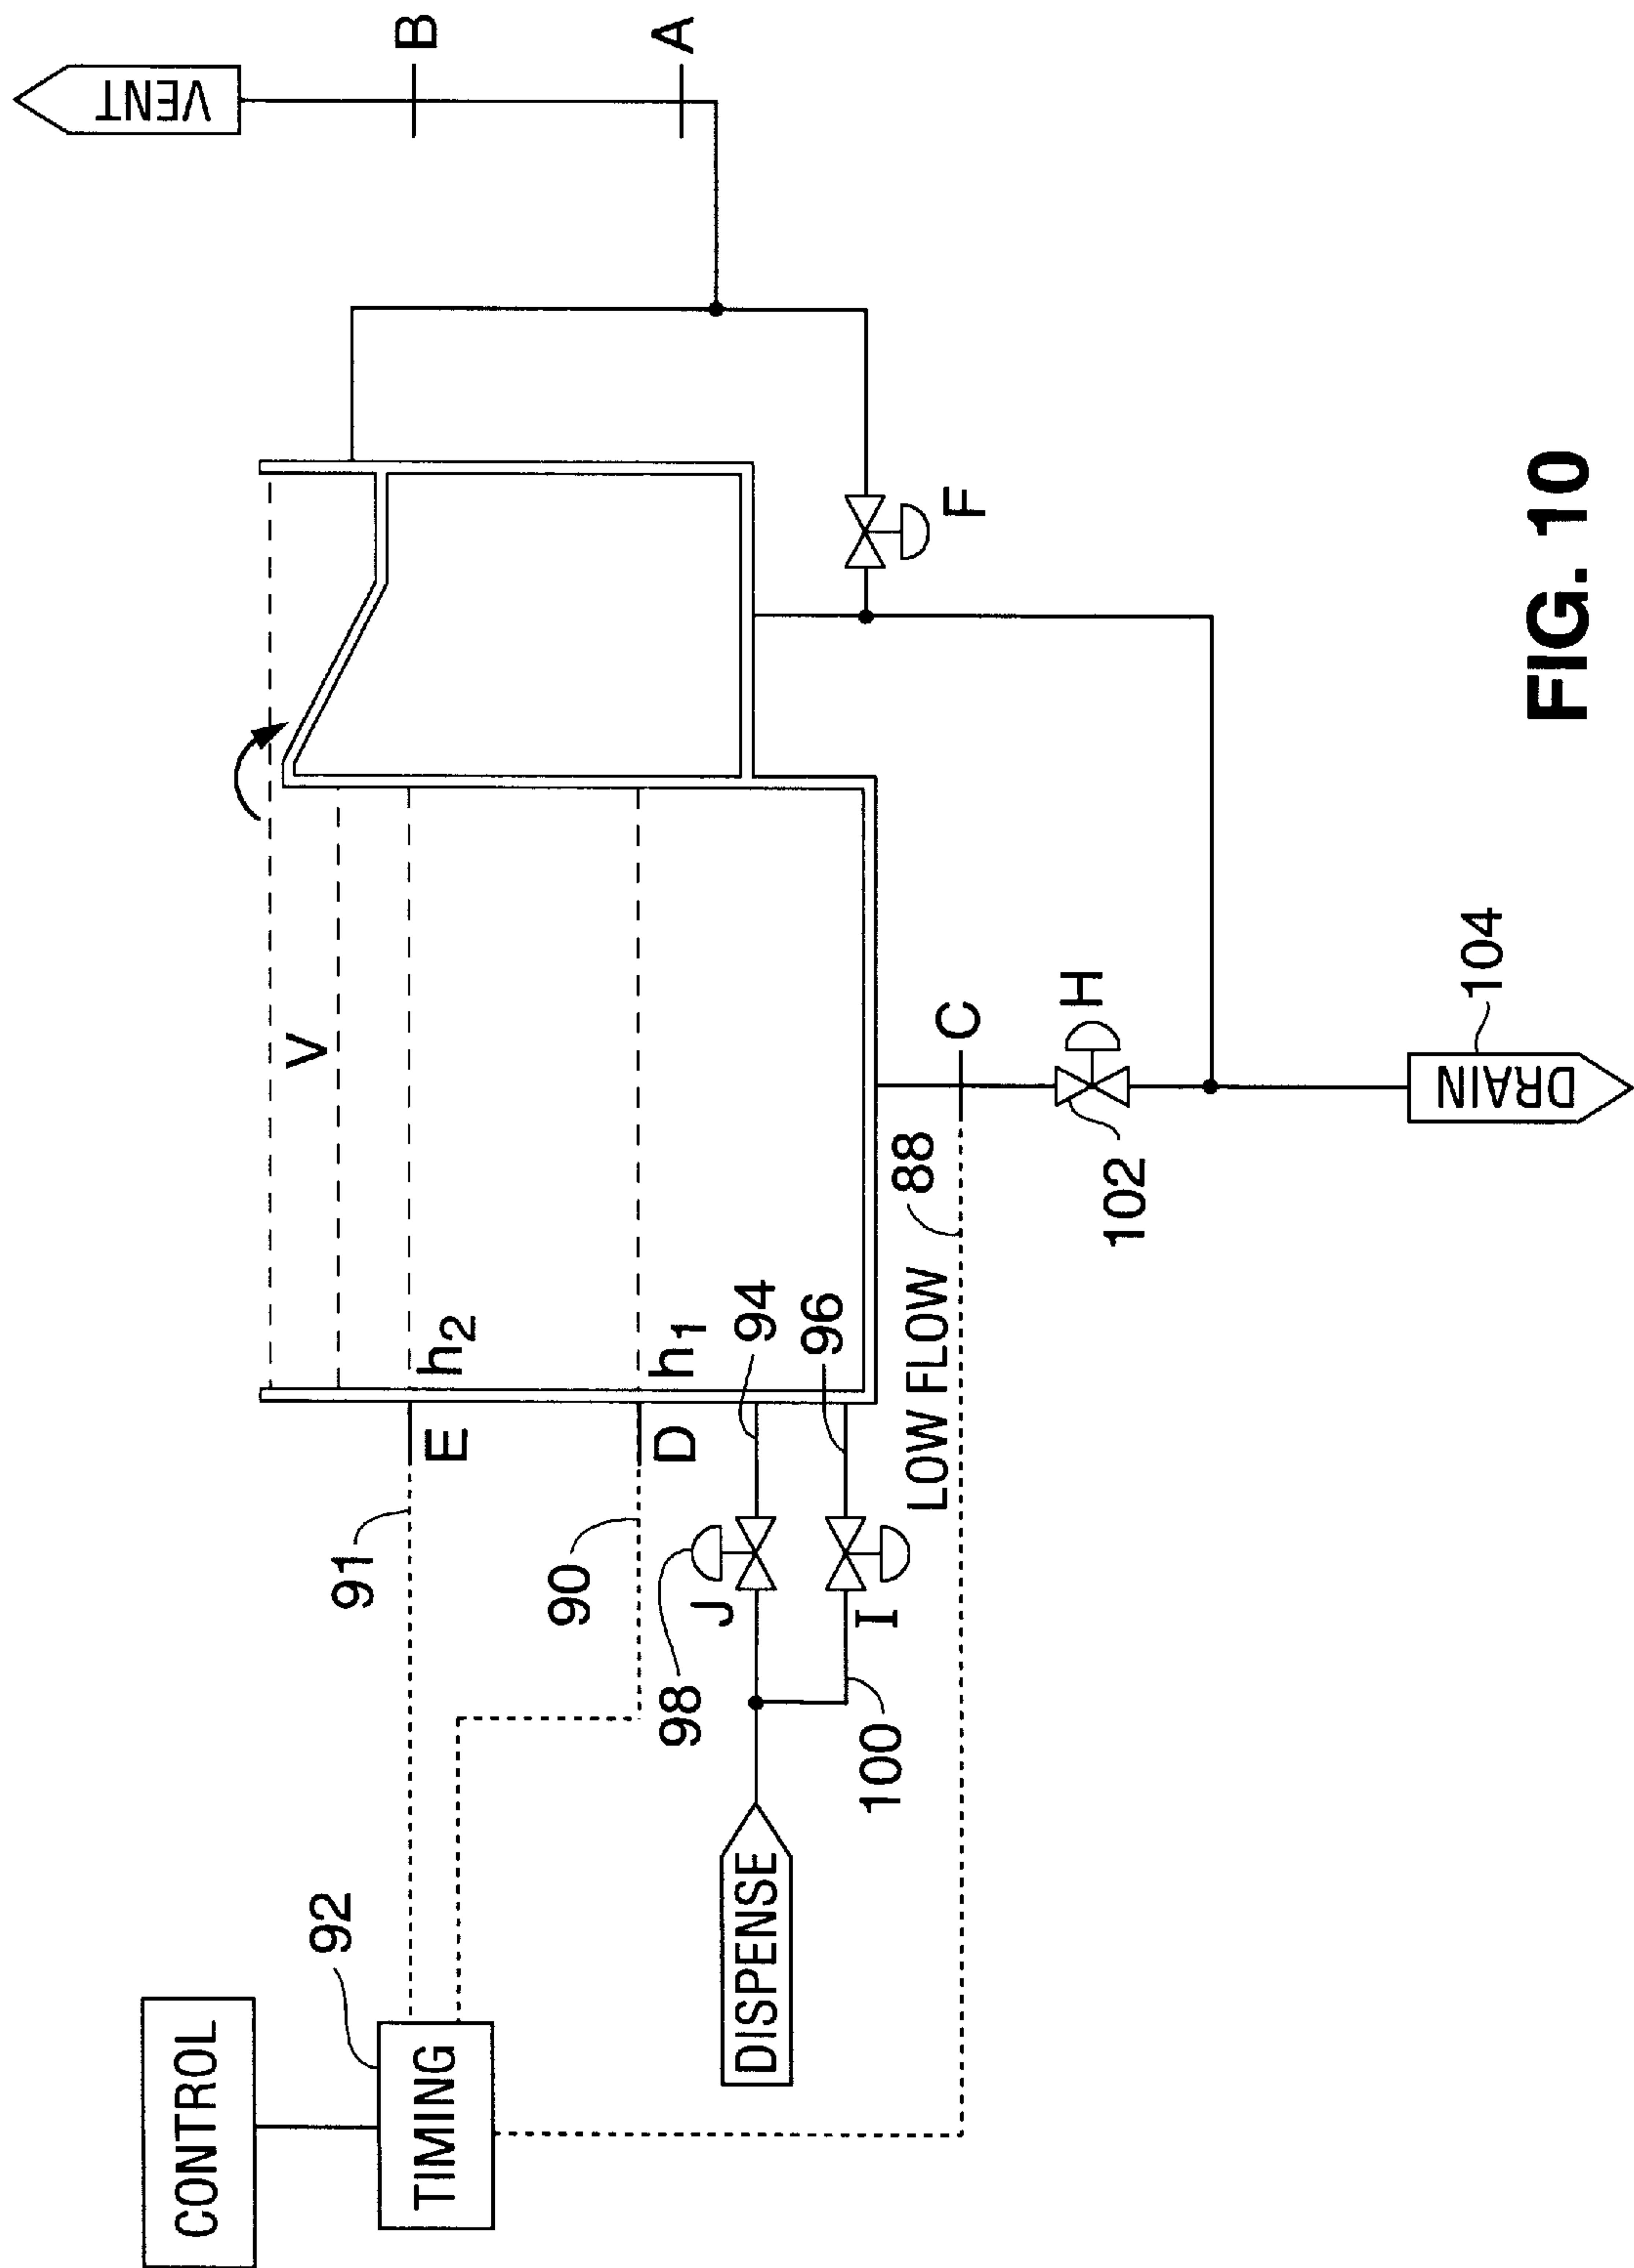 CONTROL
TIMING
92
91
90
E
D
h2
h1
V
98
J
94
96
I
100
DISPENSE
LOW FLOW
88
C
H
102
104
DRAIN
F
VENT
B
A
FIG. 10